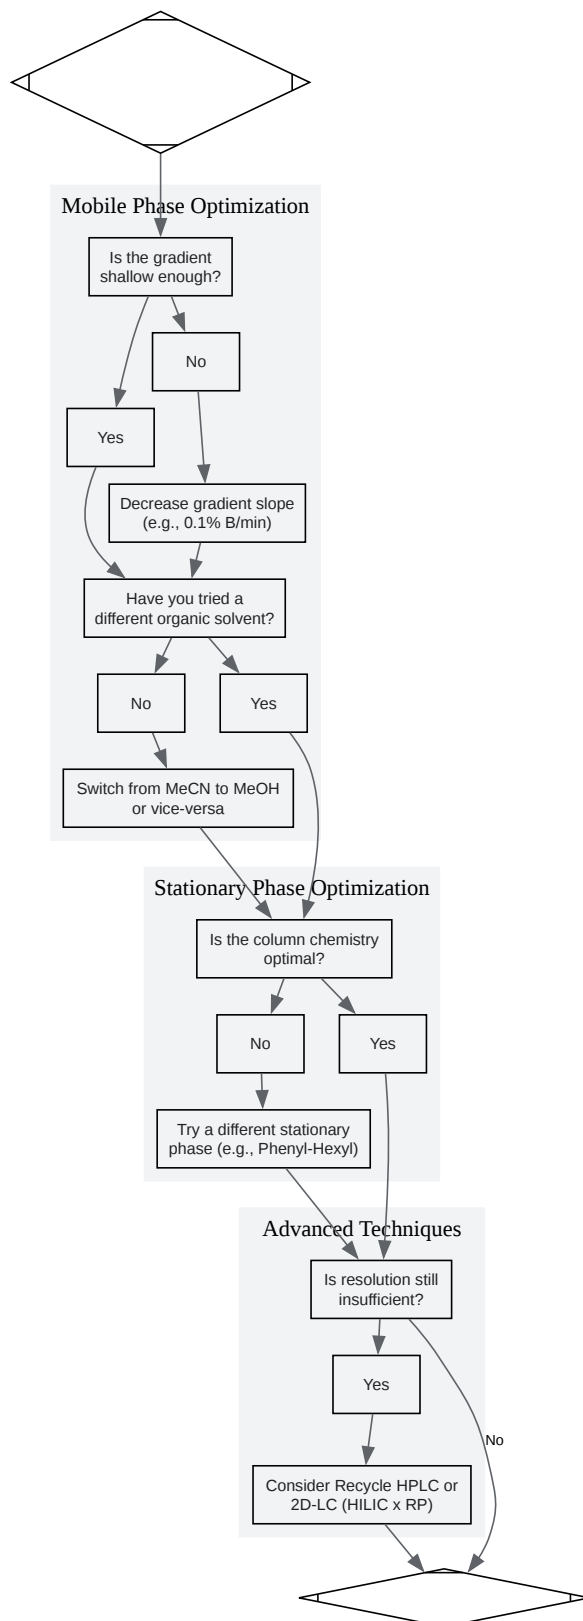 Mobile Phase Optimization
Is the gradient
shallow enough?
No
Yes
Decrease gradient slope
(e.g., 0.1% B/min)
Have you tried a
different organic solvent?
No
Yes
Switch from MeCN to MeOH
or vice-versa
Stationary Phase Optimization
Is the column chemistry
optimal?
No
Yes
Try a different stationary
phase (e.g., Phenyl-Hexyl)
Advanced Techniques
Is resolution still
insufficient?
Yes
No
Consider Recycle HPLC or
2D-LC (HILIC x RP)